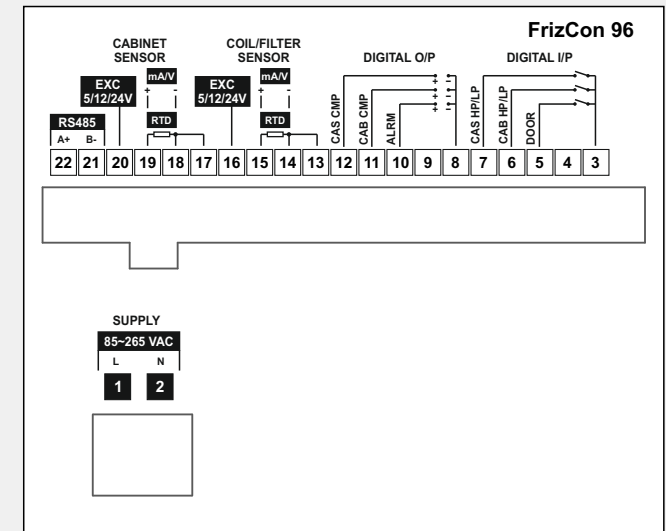 FrizCon 96
CABINET
SENSOR
COIL/FILTER
SENSOR
DIGITAL O/P
DIGITAL I/P
mA/V
+ -
mA/V
+ -
EXC
5/12/24V
EXC
5/12/24V
RS485
A+ B-
RTD
RTD
CAS CMP
CAB CMP
ALRM
+ -
+ -
+ -
CAS HP/LP
CAB HP/LP
DOOR
22 21 20 19 18 17 16 15 14 13 12 11 10 9 8 7 6 5 4 3
SUPPLY
85~265 VAC
L N
1 2